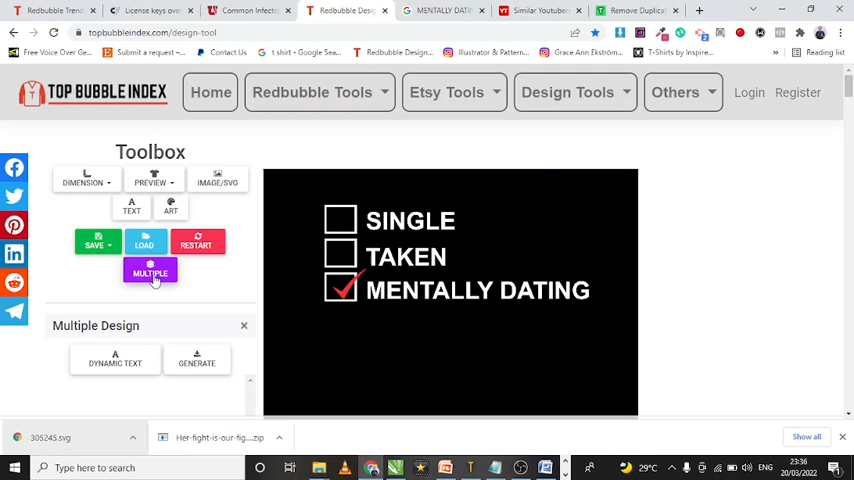 Redbubble Trend
License keys ove
Common Infectio
Redbubble Desig
MENTALLY DATIN
Similar Youtuber
Remove Duplicat
topbubbleindex.com/design-tool
Free Voice Over Ge...
Submit a request –...
Contact Us
t shirt - Google Sea...
Redbubble Design...
Illustrator & Pattern...
Grace Ann Ekström...
T-Shirts by Inspire...
Reading list
TOP BUBBLE INDEX
Home
Redbubble Tools
Etsy Tools
Design Tools
Others
Login
Register
Toolbox
DIMENSION
PREVIEW
IMAGE/SVG
TEXT
ART
SAVE
LOAD
RESTART
MULTIPLE
Multiple Design
DYNAMIC TEXT
GENERATE
SINGLE
TAKEN
MENTALLY DATING
305245.svg
Her-fight-is-our-fig....zip
Show all
Type here to search
29°C
ENG
23:36
20/03/2022